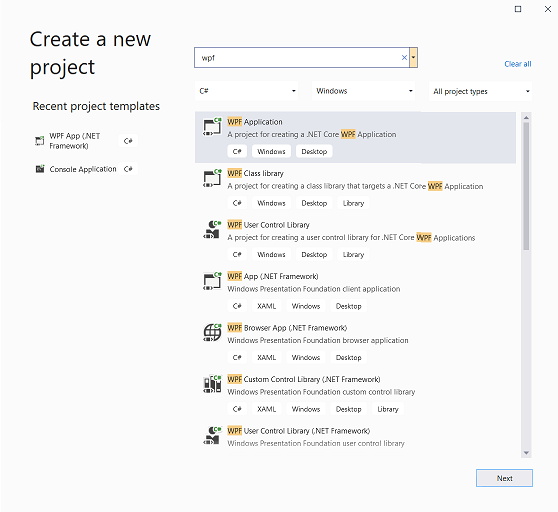 Create a new
project
Recent project templates
WPF App (.NET
Framework)
C#
Console Application
C#
wpf
Clear all
C#
Windows
All project types
WPF Application
A project for creating a .NET Core WPF Application
C# Windows Desktop
WPF Class library
A project for creating a class library that targets a .NET Core WPF Application
C# Windows Desktop Library
WPF User Control Library
A project for creating a user control library for .NET Core WPF Applications
C# Windows Desktop Library
WPF App (.NET Framework)
Windows Presentation Foundation client application
C# XAML Windows Desktop
WPF Browser App (.NET Framework)
Windows Presentation Foundation browser application
C# XAML Windows Desktop
WPF Custom Control Library (.NET Framework)
Windows Presentation Foundation custom control library
C# XAML Windows Desktop Library
WPF User Control Library (.NET Framework)
Windows Presentation Foundation user control library
Next